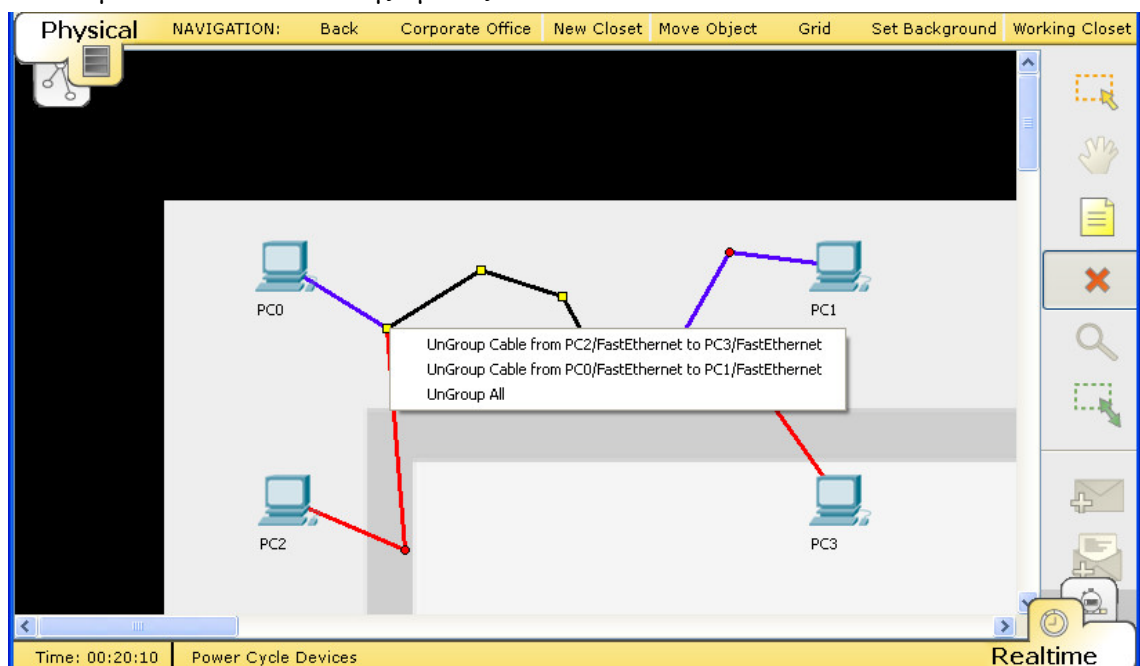 Physical NAVIGATION: Back Corporate Office New Closet Move Object Grid Set Background Working Closet
PC0
PC1
UnGroup Cable from PC2/FastEthernet to PC3/FastEthernet
UnGroup Cable from PC0/FastEthernet to PC1/FastEthernet
UnGroup All
PC2
PC3
Time: 00:20:10 Power Cycle Devices Realtime